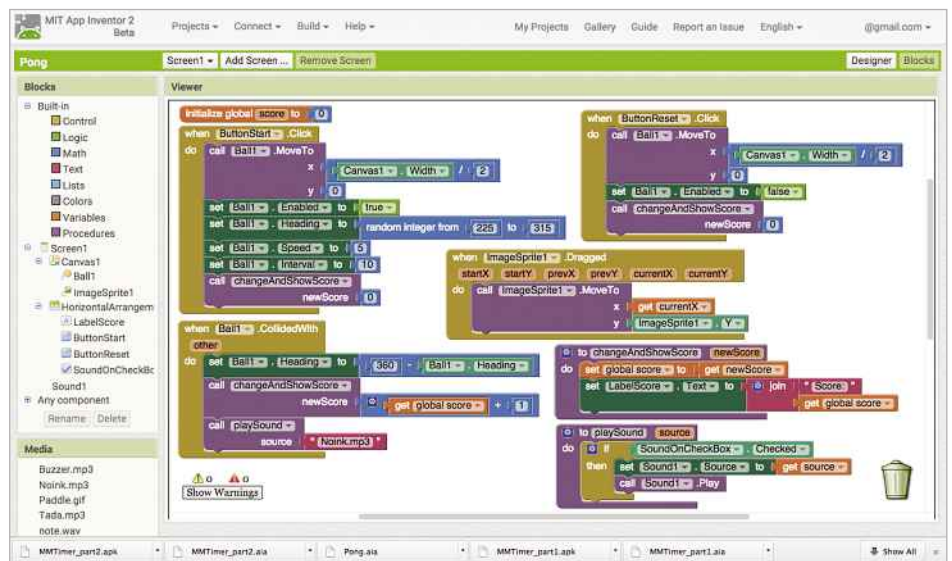 MIT App Inventor 2
Beta
Projects Connect Build Help My Projects Gallery Guide Report an Issue English @gmail.com
Pong Screen1 Add Screen ... Remove Screen Designer Blocks
Blocks
Built-in
Control
Logic
Math
Text
Lists
Colors
Variables
Procedures
Screen1
Canvas1
Ball1
ImageSprite1
HorizontalArrangem
LabelScore
ButtonStart
ButtonReset
SoundOnCheckBo
Sound1
Any component
Rename Delete
Media
Buzzer.mp3
Noink.mp3
Paddle.gif
Tada.mp3
note.wav
Viewer
initialize global score to 0
when ButtonStart .Click
do call Ball1 .MoveTo
x Canvas1 . Width / 2
y 0
set Ball1 . Enabled to true
set Ball1 . Heading to random integer from 225 to 315
set Ball1 . Speed to 5
set Ball1 . Interval to 10
call changeAndShowScore
newScore 0
when Ball1 .CollidedWith
other
do set Ball1 . Heading to 360 - Ball1 . Heading
call changeAndShowScore
newScore get global score + 1
call playSound
source " Noink.mp3 "
0 0
Show Warnings
when ButtonReset .Click
do call Ball1 .MoveTo
x Canvas1 . Width / 2
y 0
set Ball1 . Enabled to false
call changeAndShowScore
newScore 0
when ImageSprite1 .Dragged
startX startY prevX prevY currentX currentY
do call ImageSprite1 .MoveTo
x get currentX
y ImageSprite1 . Y
to changeAndShowScore newScore
do set global score to get newScore
set LabelScore . Text to join " Score: "
get global score
to playSound source
do if SoundOnCheckBox . Checked
then set Sound1 . Source to get source
call Sound1 .Play
MMTimer_part2.apk MMTimer_part2.aia Pong.aia MMTimer_part1.apk MMTimer_part1.aia Show All